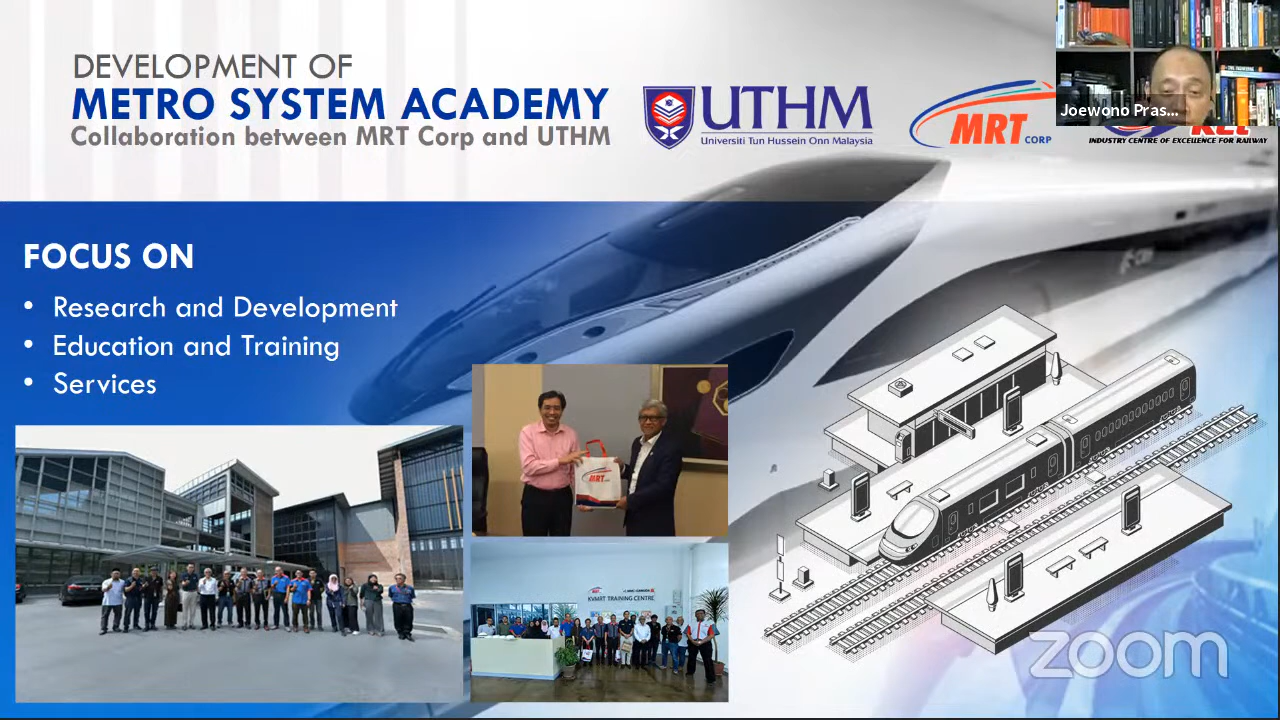 DEVELOPMENT OF
METRO SYSTEM ACADEMY
Collaboration between MRT Corp and UTHM
UTHM
Universiti Tun Hussein Onn Malaysia
MRT CORP
Joewono Pras...
INDUSTRY CENTRE OF EXCELLENCE FOR RAILWAY
FOCUS ON
• Research and Development
• Education and Training
• Services
MRT
KVMRT TRAINING CENTRE
zoom